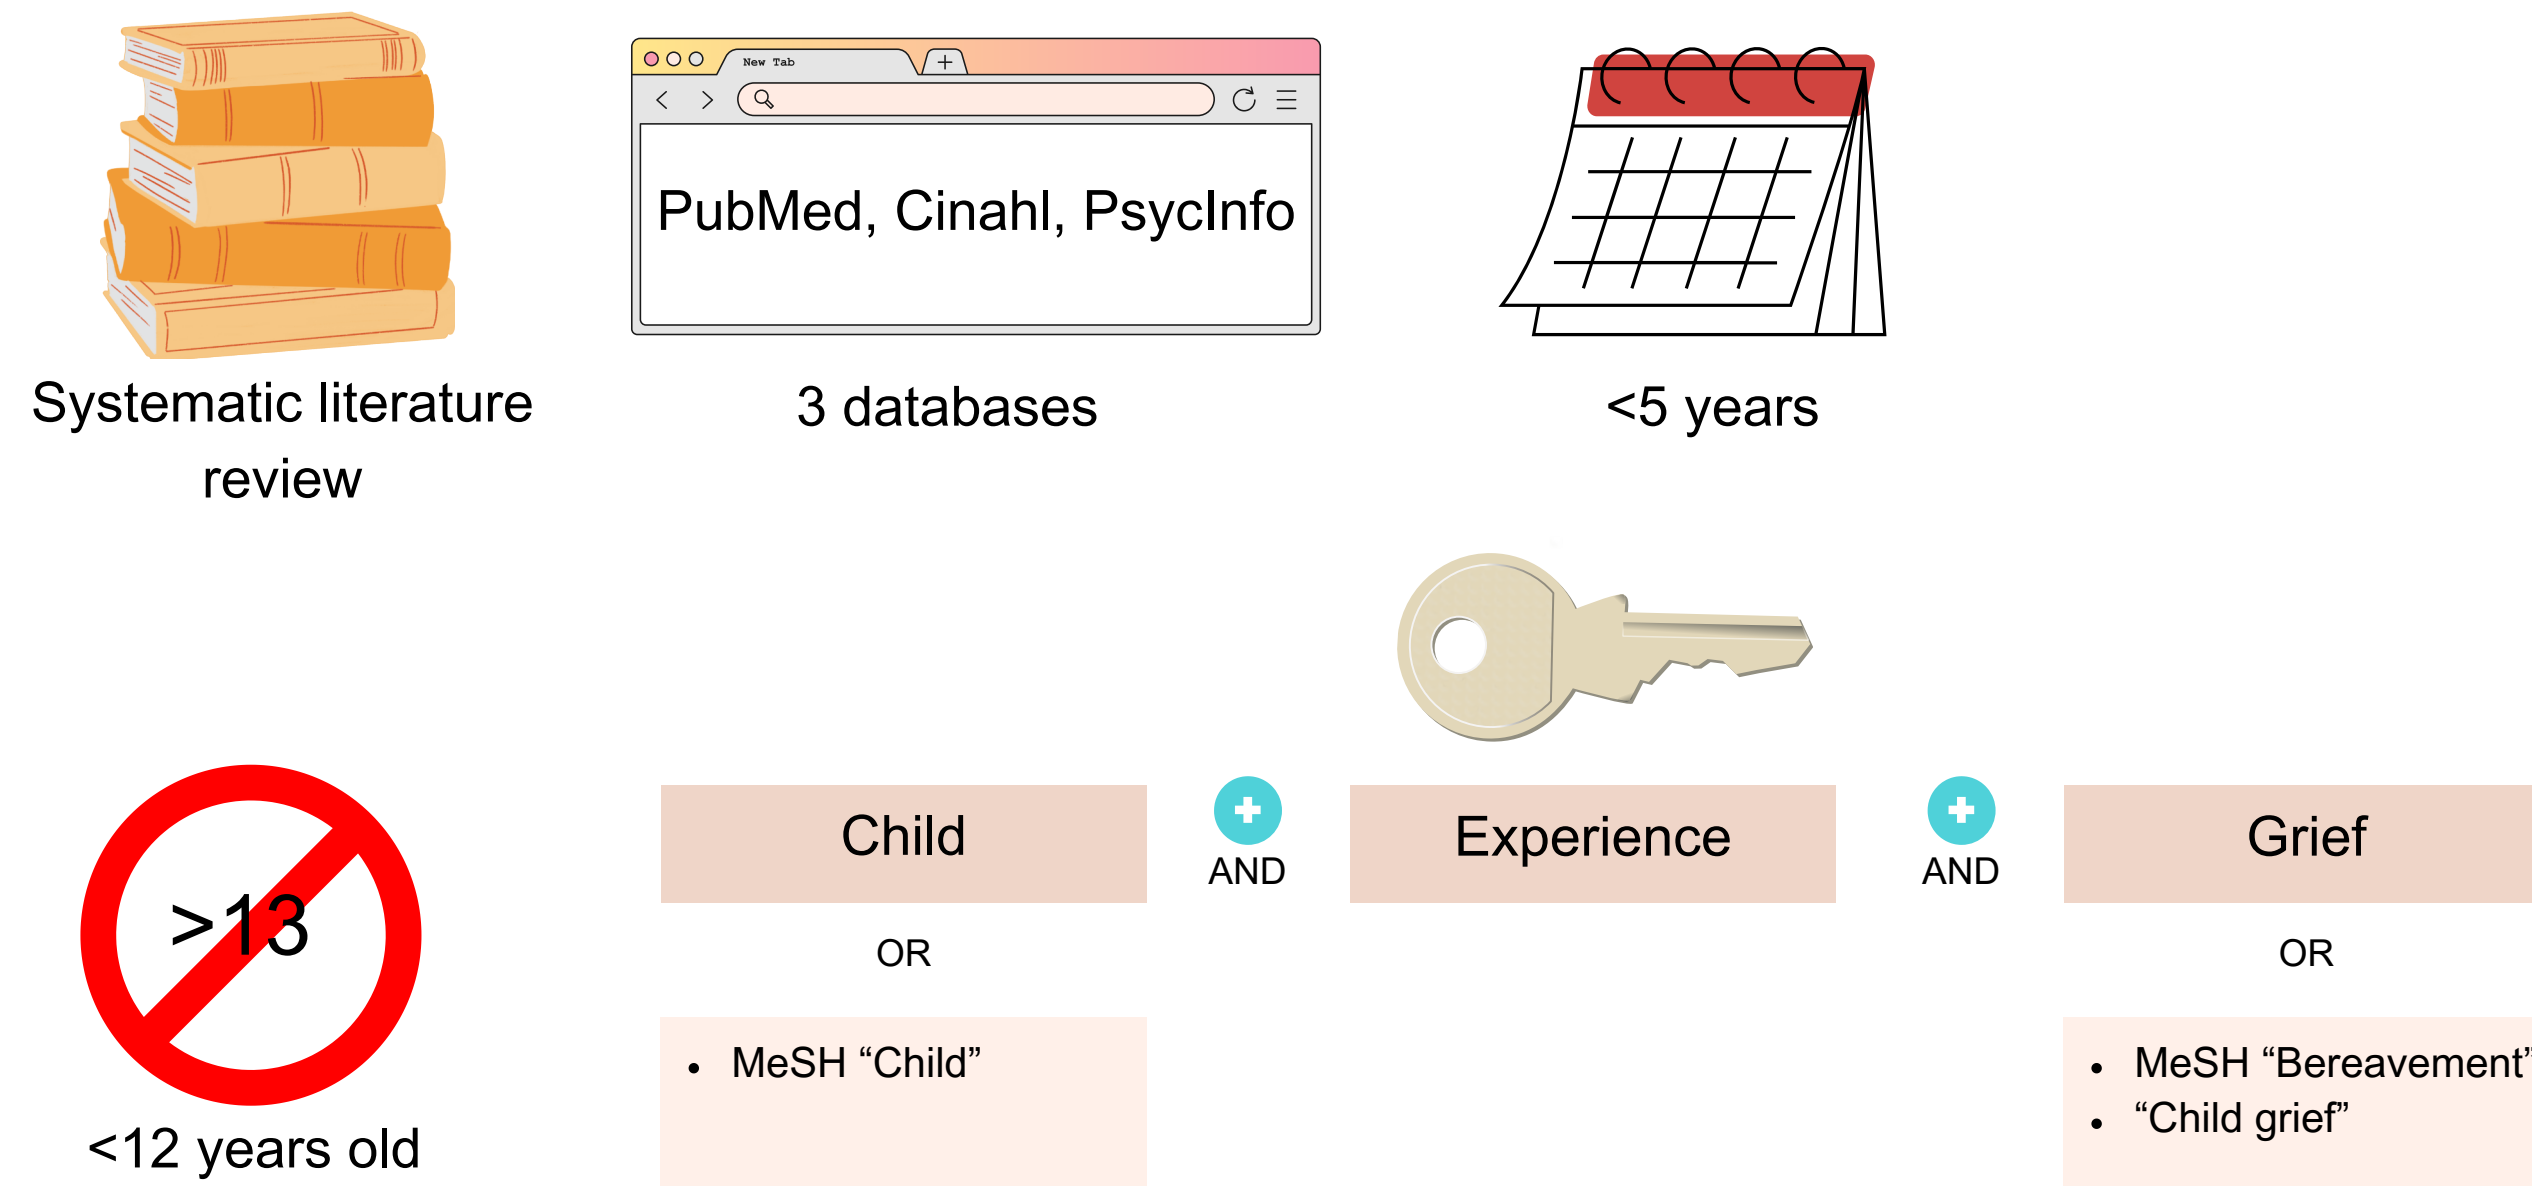 New Tab
PubMed, Cinahl, PsycInfo
Systematic literature
review
3 databases
<5 years
>13
<12 years old
Child
AND
Experience
AND
Grief
OR
OR
• MeSH “Child”
• MeSH “Bereavement”
• “Child grief”